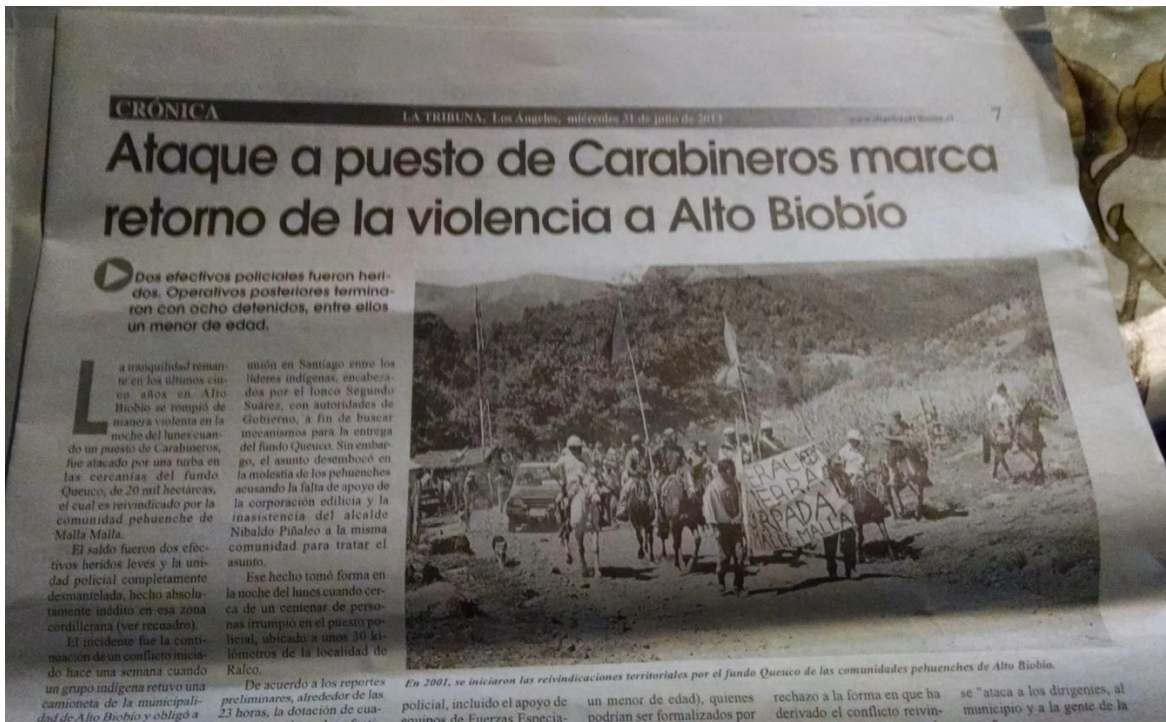 CRÓNICA
LA TRIBUNA, Los Ángeles, miércoles 31 de julio de 2013
7
Ataque a puesto de Carabineros marca
retorno de la violencia a Alto Biobío
Dos efectivos policiales fueron heri-
dos. Operativos posteriores termina-
ron con ocho detenidos, entre ellos
un menor de edad.
La tranquilidad reinan-
te en los últimos cin-
co años en Alto
Biobío se rompió de
manera violenta en la
noche del lunes cuan-
do un puesto de Carabineros,
fue atacado por una turba en
las cercanías del fundo
Queuco, de 20 mil hectáreas,
el cual es reivindicado por la
comunidad pehuenche de
Malla Malla.
El saldo fueron dos efec-
tivos heridos leves y la uni-
dad policial completamente
desmantelada, hecho absolu-
tamente inédito en esa zona
cordillerana (ver recuadro).
El incidente fue la conti-
nuación de un conflicto inicia-
do hace una semana cuando
un grupo indígena retuvo una
camioneta de la municipali-
dad de Alto Biobío y obligó a
unión en Santiago entre los
líderes indígenas, encabeza-
dos por el lonco Segundo
Suárez, con autoridades de
Gobierno, a fin de buscar
mecanismos para la entrega
del fundo Queuco. Sin embar-
go, el asunto desembocó en
la molestia de los pehuenches
acusando la falta de apoyo de
la corporación edilicia y la
inasistencia del alcalde
Nibaldo Piñaleo a la misma
comunidad para tratar el
asunto.
Ese hecho tomó forma en
la noche del lunes cuando cer-
ca de un centenar de perso-
nas irrumpio en el puesto po-
licial, ubicado a unos 30 ki-
lómetros de la localidad de
Ralco.
De acuerdo a los reportes
preliminares, alrededor de las
23 horas, la dotación de cua-
MALLE MALLA
En 2001, se iniciaron las reivindicaciones territoriales por el fundo Queuco de las comunidades pehuenches de Alto Biobío.
policial, incluido el apoyo de
equipos de Fuerzas Especia-
un menor de edad), quienes
podrían ser formalizados por
rechazo a la forma en que ha
derivado el conflicto reivin-
se "ataca a los dirigentes, al
municipio y a la gente de la